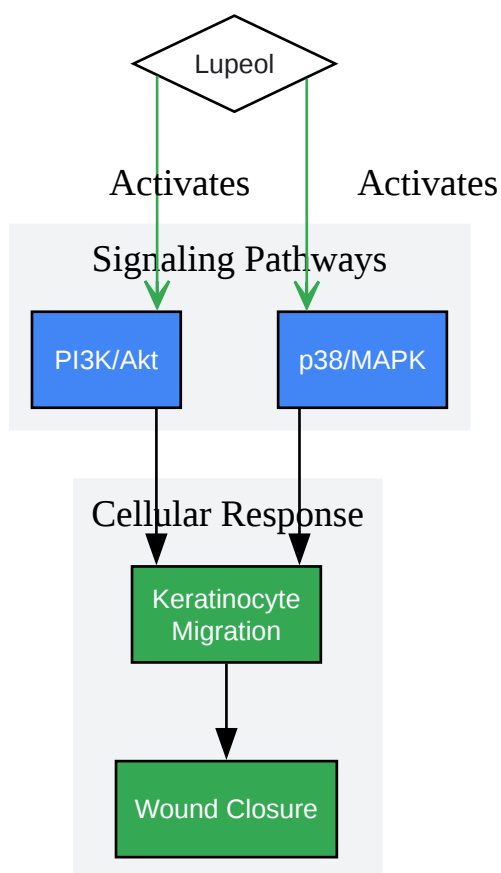 Lupeol
Activates
Activates
Signaling Pathways
PI3K/Akt
p38/MAPK
Cellular Response
Keratinocyte
Migration
Wound Closure